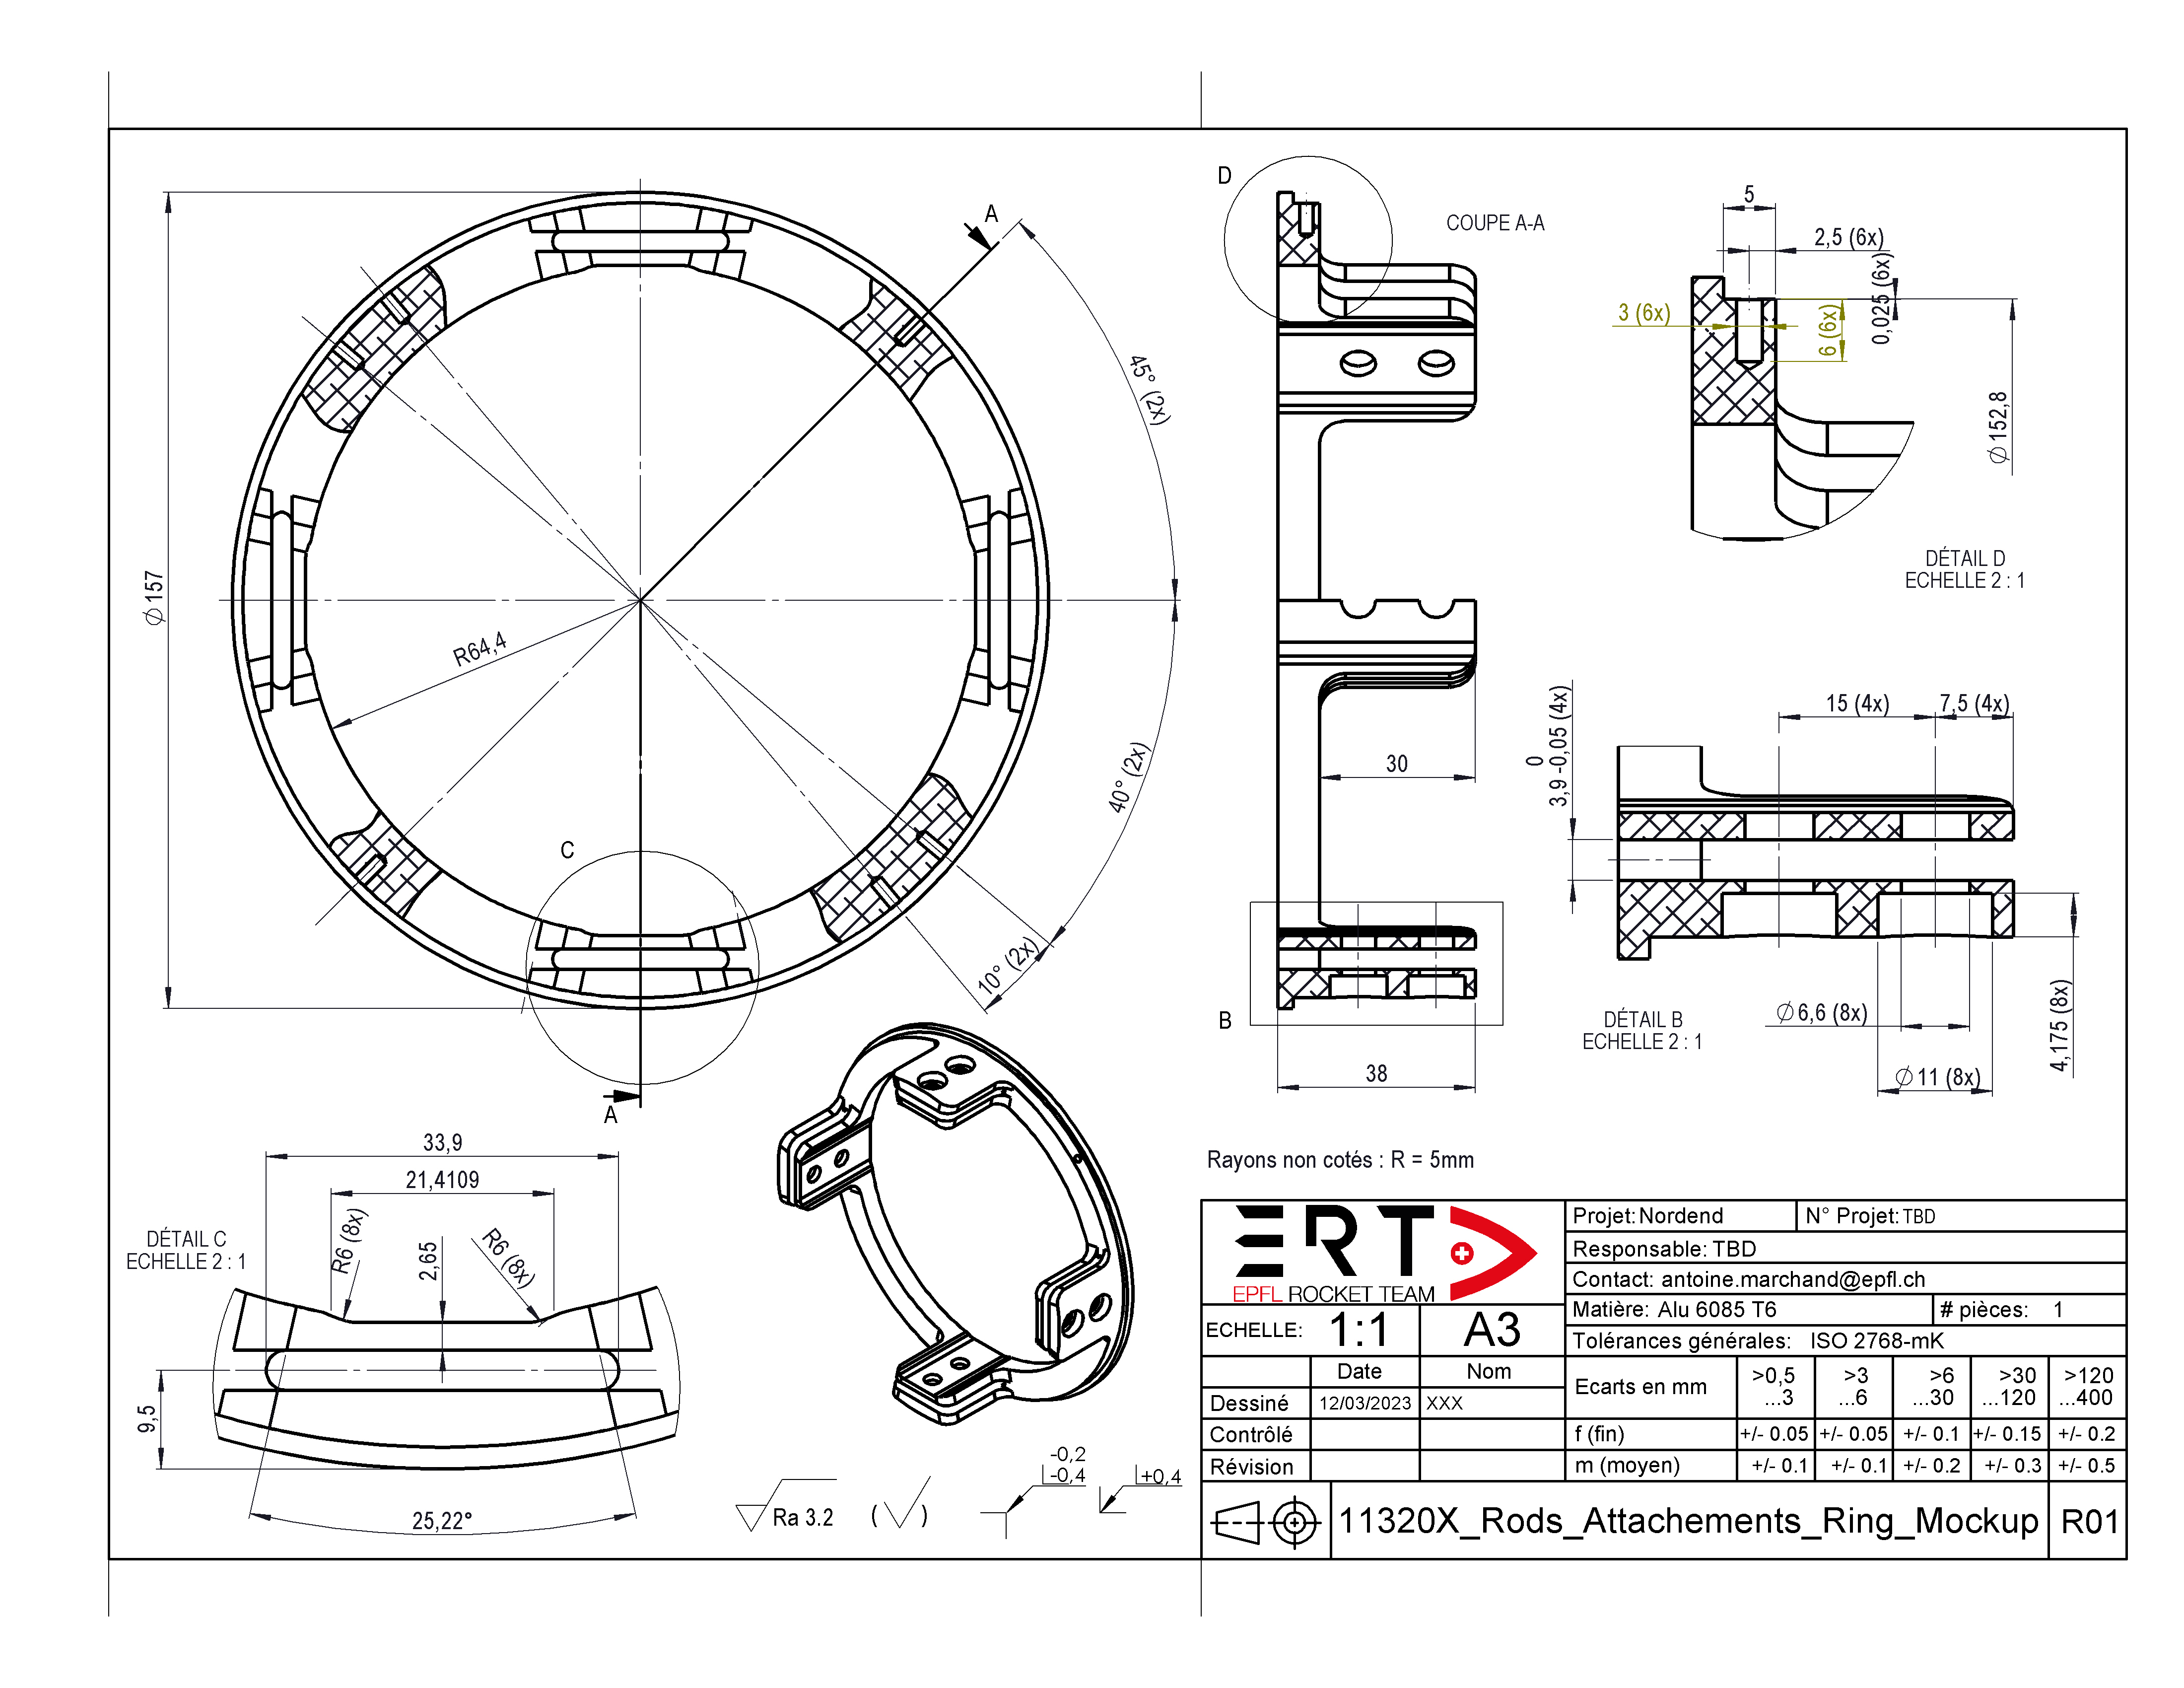 D
COUPE A-A
5
2,5 (6x)
3 (6x)
6 (6x)
0,025 (6x)
∅152,8
DÉTAIL D
ECHELLE 2 : 1
A
45° (2x)
∅157
R64,4
40° (2x)
10° (2x)
C
A
30
38
B
15 (4x)
7,5 (4x)
0
3,9 -0,05 (4x)
∅6,6 (8x)
∅11 (8x)
4,175 (8x)
DÉTAIL B
ECHELLE 2 : 1
33,9
21,4109
R6 (8x)
2,65
R6 (8x)
DÉTAIL C
ECHELLE 2 : 1
9,5
25,22°
Ra 3.2 ( )
-0,2
-0,4
+0,4
Rayons non cotés : R = 5mm
ERT
EPFL ROCKET TEAM
Projet: Nordend
N° Projet: TBD
Responsable: TBD
Contact: antoine.marchand@epfl.ch
Matière: Alu 6085 T6
# pièces: 1
Tolérances générales: ISO 2768-mK
ECHELLE: 1:1 A3
Date Nom
Dessiné 12/03/2023 XXX
Contrôlé
Révision
Ecarts en mm
>0,5 ...3
>3 ...6
>6 ...30
>30 ...120
>120 ...400
f (fin) +/- 0.05 +/- 0.05 +/- 0.1 +/- 0.15 +/- 0.2
m (moyen) +/- 0.1 +/- 0.1 +/- 0.2 +/- 0.3 +/- 0.5
11320X_Rods_Attachements_Ring_Mockup R01